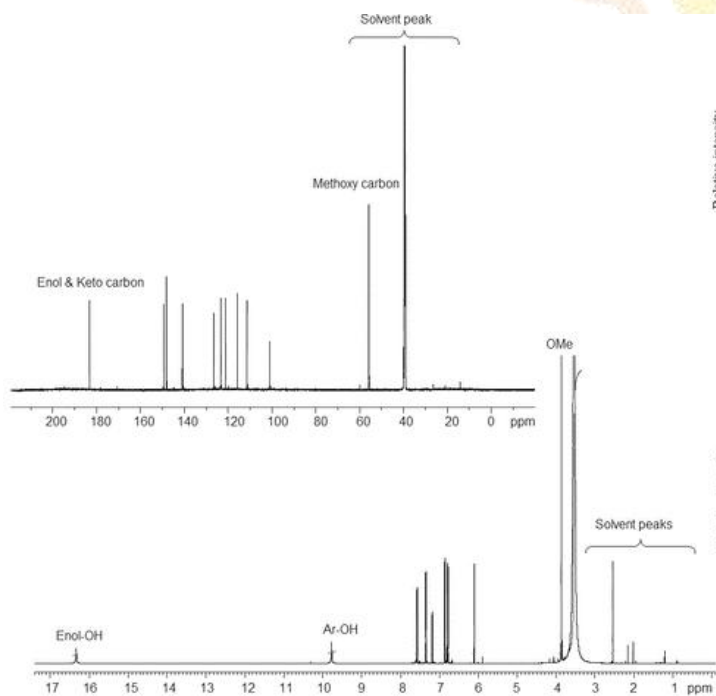 Solvent peak
Methoxy carbon
Enol & Keto carbon
200 180 160 140 120 100 80 60 40 20 0 ppm
Relative intensity
OMe
Solvent peaks
Enol-OH
Ar-OH
17 16 15 14 13 12 11 10 9 8 7 6 5 4 3 2 1 ppm